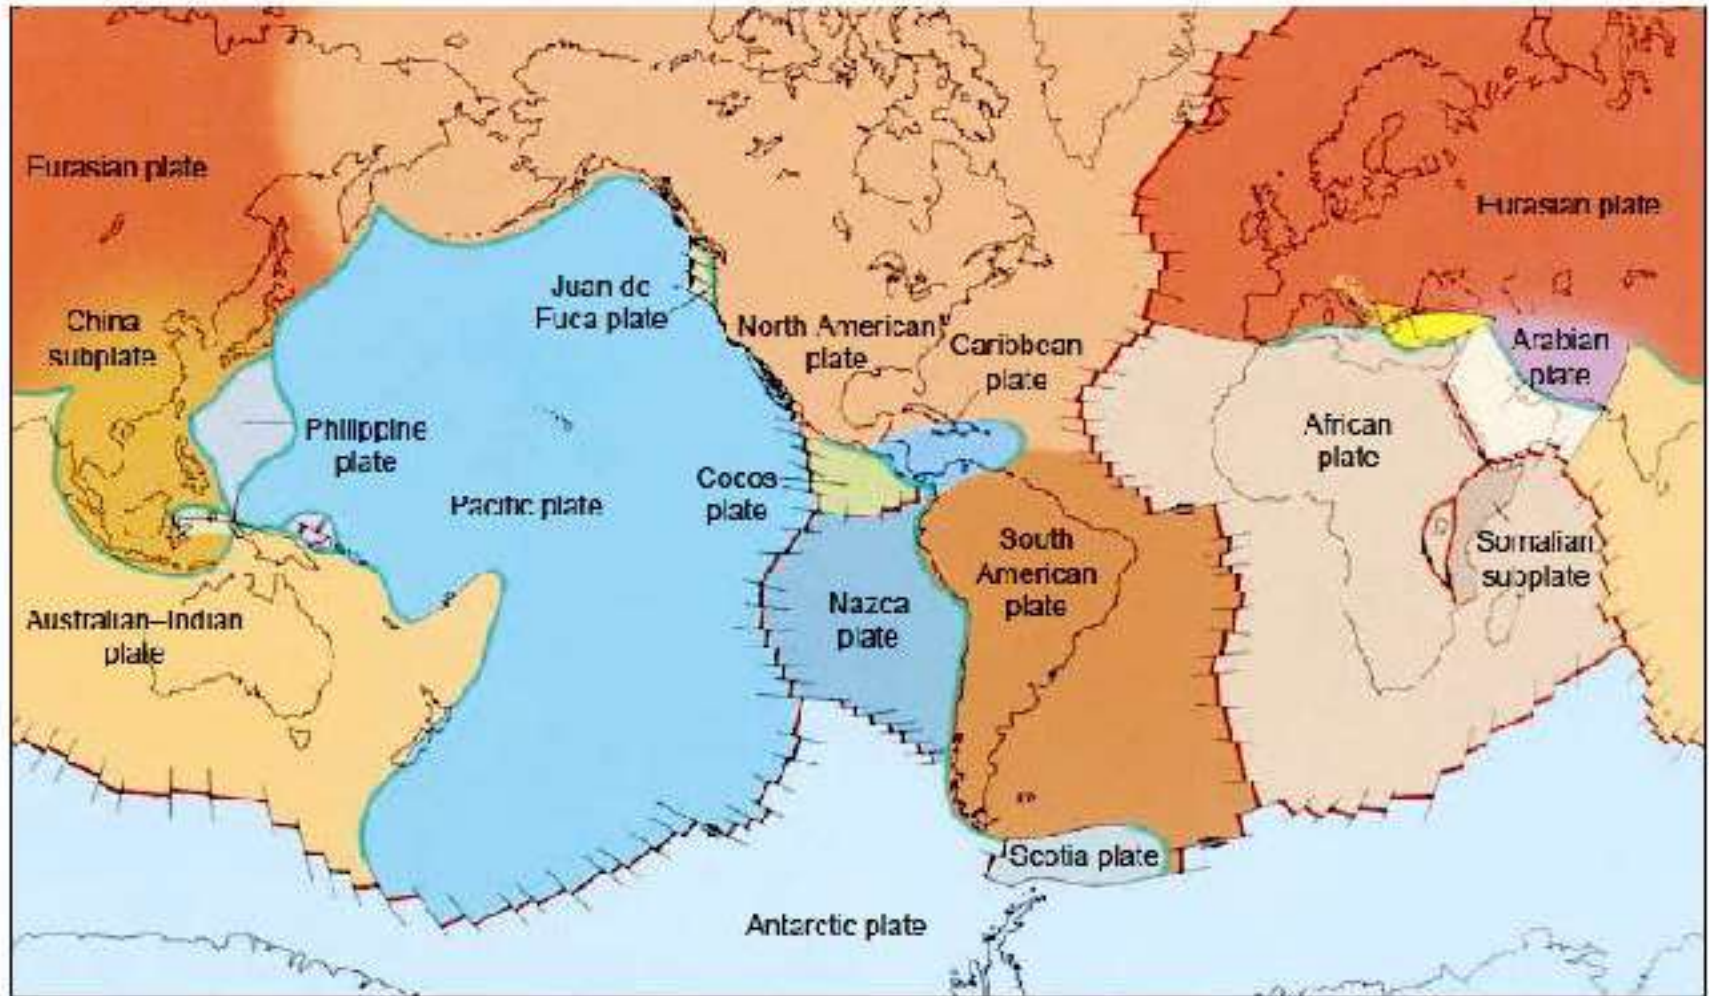 Eurasian plate
Eurasian plate
China
subplate
Juan de
Fuca plate
North American
plate
Caribbean
plate
Arabian
plate
Philippine
plate
African
plate
Cocos
plate
Pacific plate
South
American
plate
Somalian
subplate
Nazca
plate
Australian–Indian
plate
Scotia plate
Antarctic plate